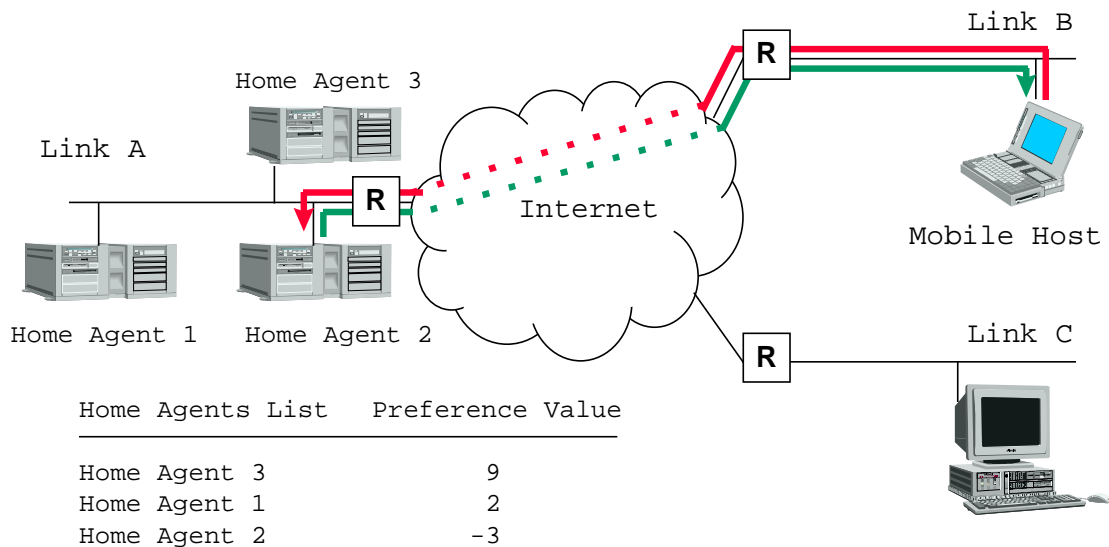 Link B
R
Home Agent 3
Link A
R
Internet
Mobile Host
Home Agent 1 Home Agent 2
R
Link C
Home Agents List Preference Value
Home Agent 3 9
Home Agent 1 2
Home Agent 2 -3